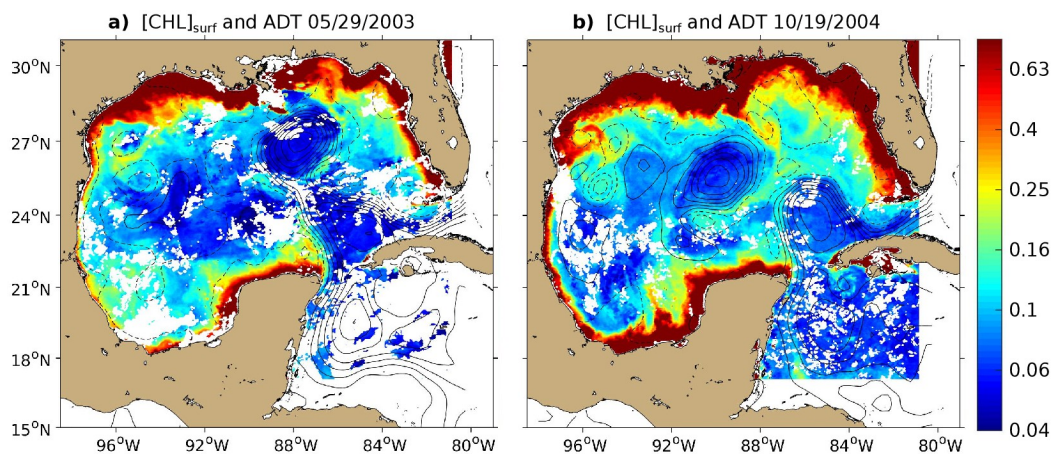 a) [CHL]surf and ADT 05/29/2003
b) [CHL]surf and ADT 10/19/2004
30°N
27°N
24°N
21°N
18°N
15°N
96°W 92°W 88°W 84°W 80°W
96°W 92°W 88°W 84°W 80°W
0.63
0.4
0.25
0.16
0.1
0.06
0.04